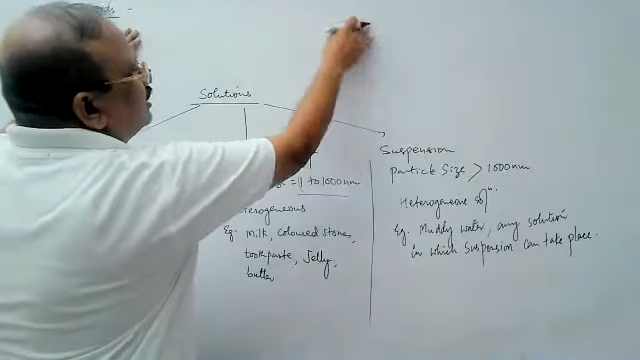 Solutions
Suspension
particle size > 1000nm
= 1 to 1000nm
Heterogeneous solⁿ.
Eg. Muddy water, any solution
in which suspension can take place.
Eg: Milk, coloured stones,
toothpaste, Jelly,
butter